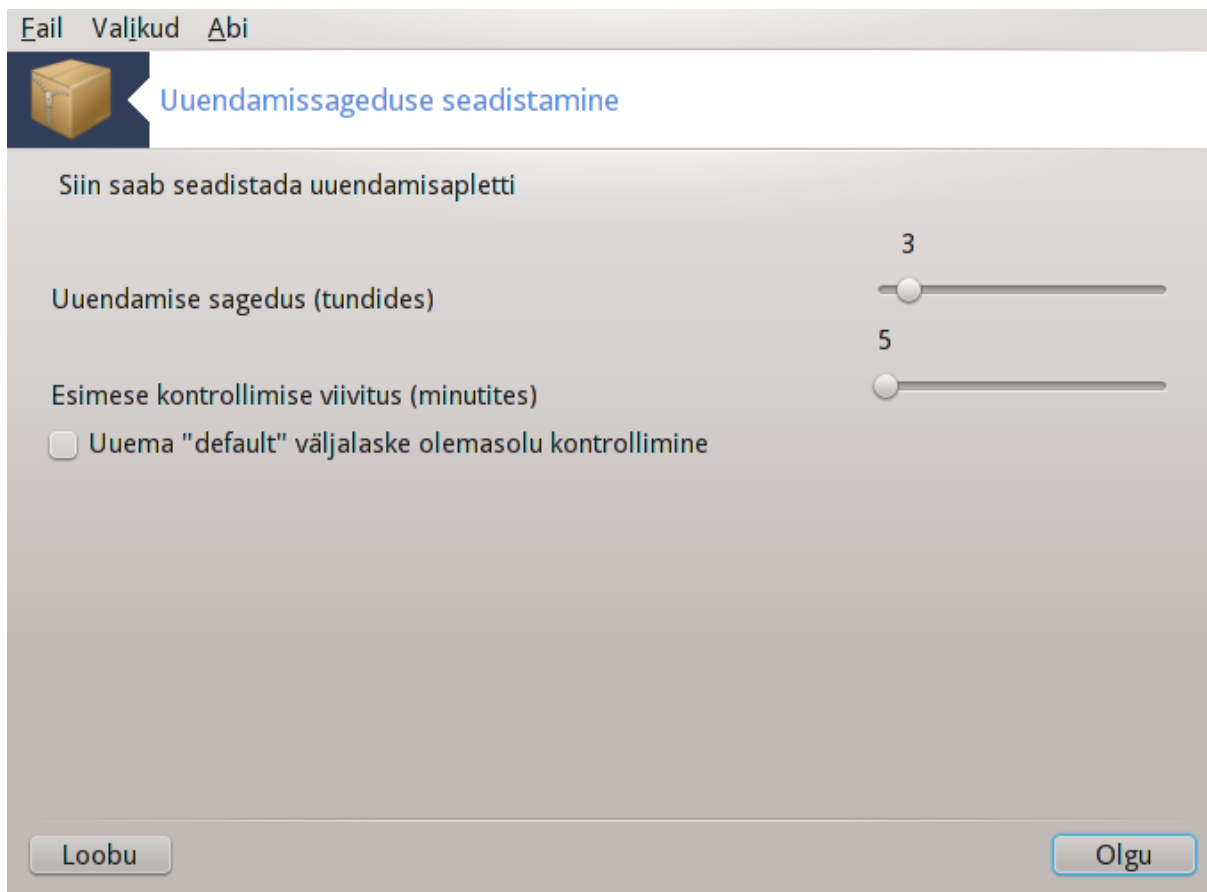 Fail Valikud Abi
Uuendamissageduse seadistamine
Siin saab seadistada uuendamisapletti
3
Uuendamise sagedus (tundides)
5
Esimese kontrollimise viivitus (minutites)
Uuema "default" väljalaske olemasolu kontrollimine
Loobu Olgu